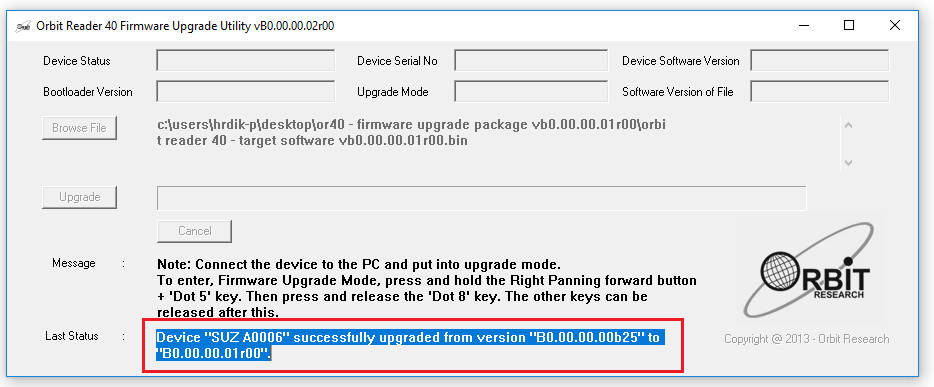 Orbit Reader 40 Firmware Upgrade Utility vB0.00.00.02r00
Device Status Device Serial No Device Software Version
Bootloader Version Upgrade Mode Software Version of File
Browse File
c:\users\hrdik-p\desktop\or40 - firmware upgrade package vb0.00.00.01r00\orbi
t reader 40 - target software vb0.00.00.01r00.bin
Upgrade
Cancel
Message :
Note: Connect the device to the PC and put into upgrade mode.
To enter, Firmware Upgrade Mode, press and hold the Right Panning forward button
+ 'Dot 5' key. Then press and release the 'Dot 8' key. The other keys can be
released after this.
ORBIT
RESEARCH
Last Status :
Device "SUZ A0006" successfully upgraded from version "B0.00.00.00b25" to
"B0.00.00.01r00".
Copyright @ 2013 - Orbit Research